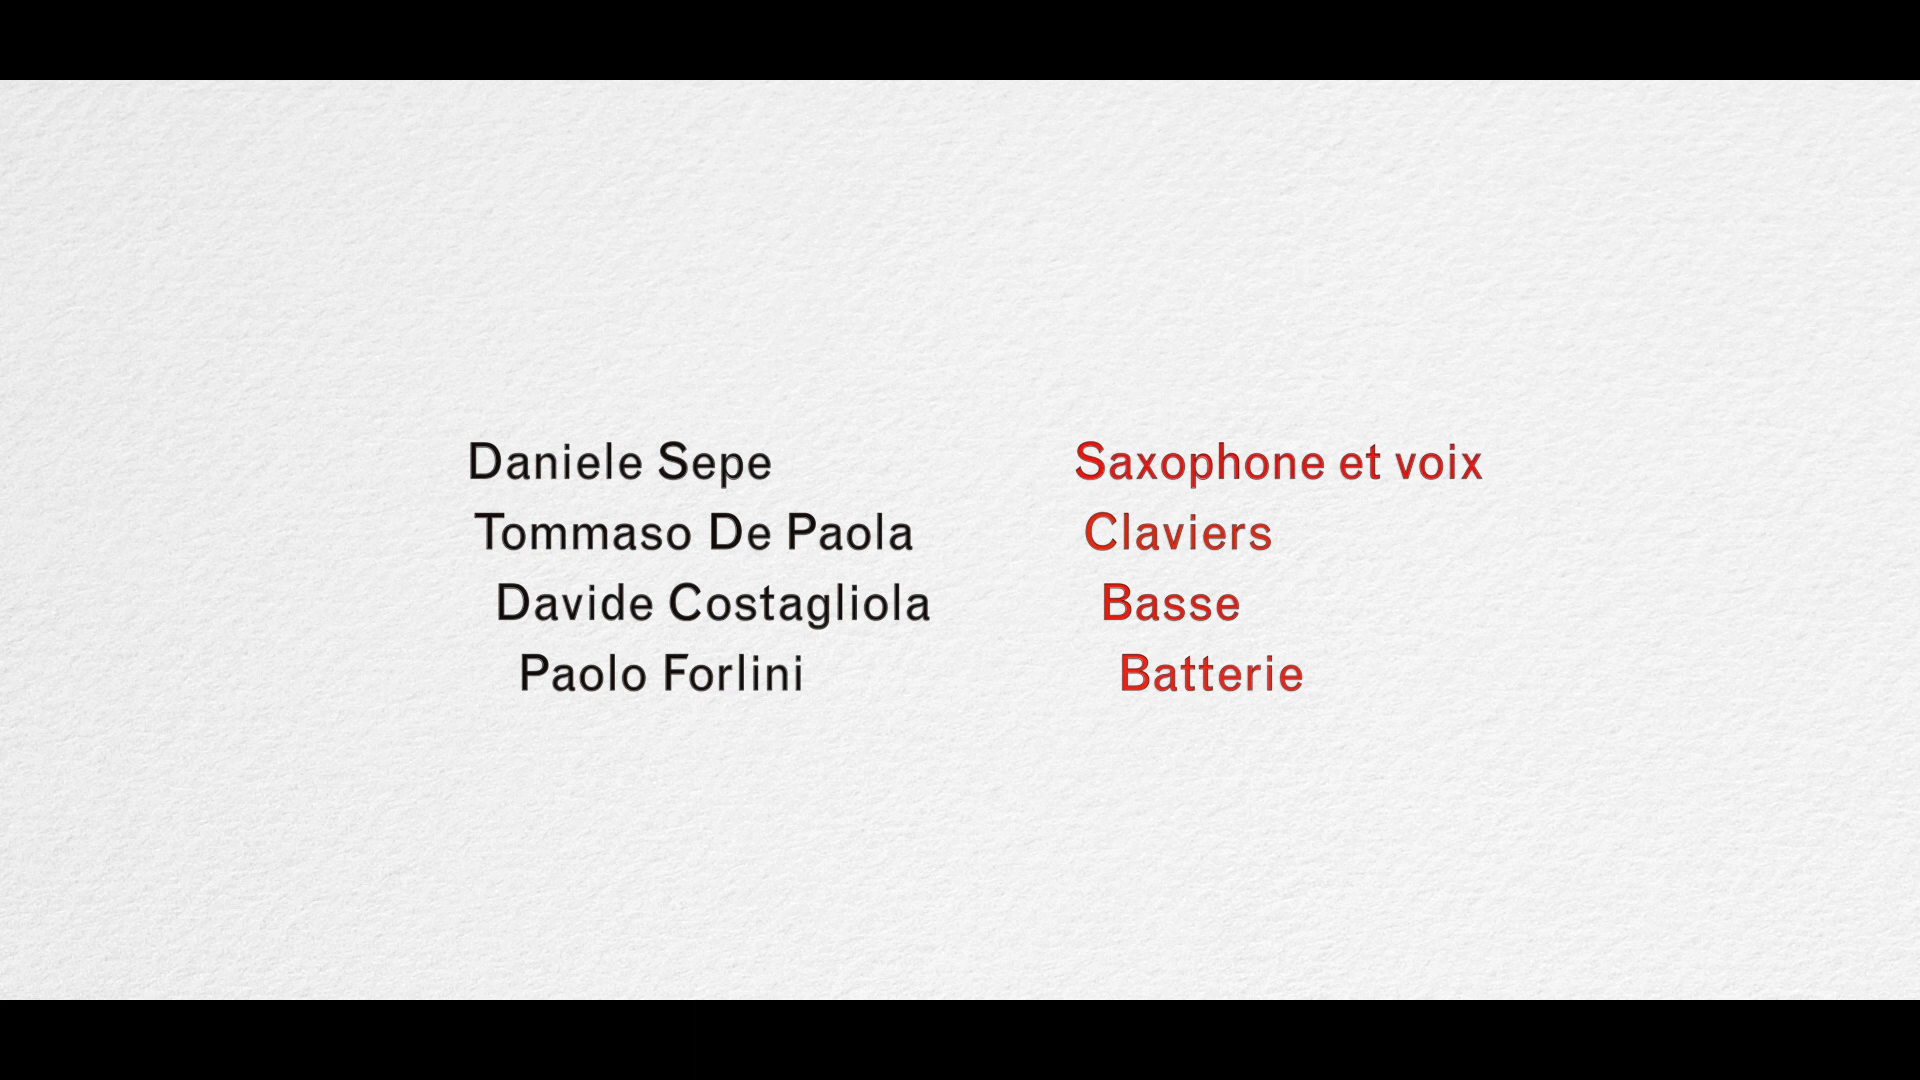 Daniele Sepe Saxophone et voix
Tommaso De Paola Claviers
Davide Costagliola Basse
Paolo Forlini Batterie